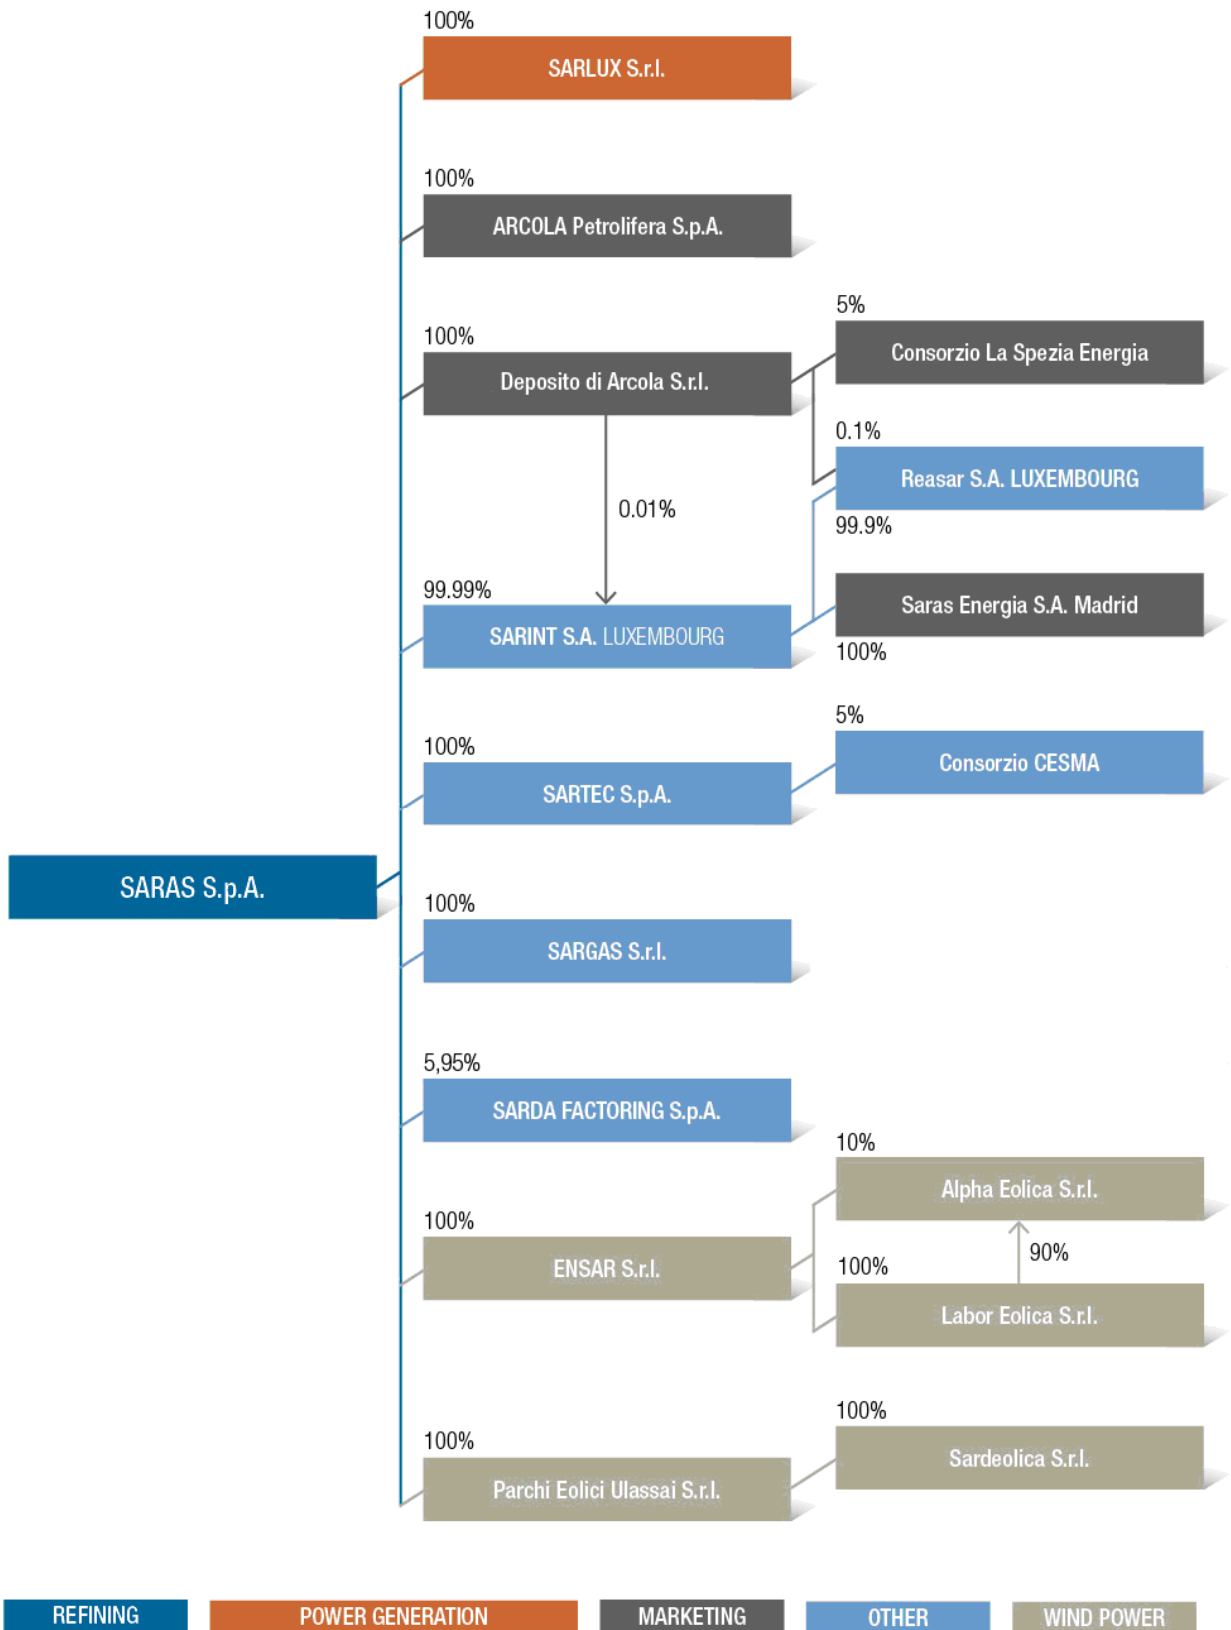 100%
SARLUX S.r.l.
100%
ARCOLA Petrolifera S.p.A.
5%
Consorzio La Spezia Energia
100%
Deposito di Arcola S.r.l.
0.1%
Reasar S.A. LUXEMBOURG
99.9%
0.01%
99.99%
SARINT S.A. LUXEMBOURG
Saras Energia S.A. Madrid
100%
5%
Consorzio CESMA
100%
SARTEC S.p.A.
SARAS S.p.A.
100%
SARGAS S.r.l.
5,95%
SARDA FACTORING S.p.A.
10%
Alpha Eolica S.r.l.
100%
ENSAR S.r.l.
90%
100%
Labor Eolica S.r.l.
100%
Sardeolica S.r.l.
100%
Parchi Eolici Ulassai S.r.l.
REFINING POWER GENERATION MARKETING OTHER WIND POWER